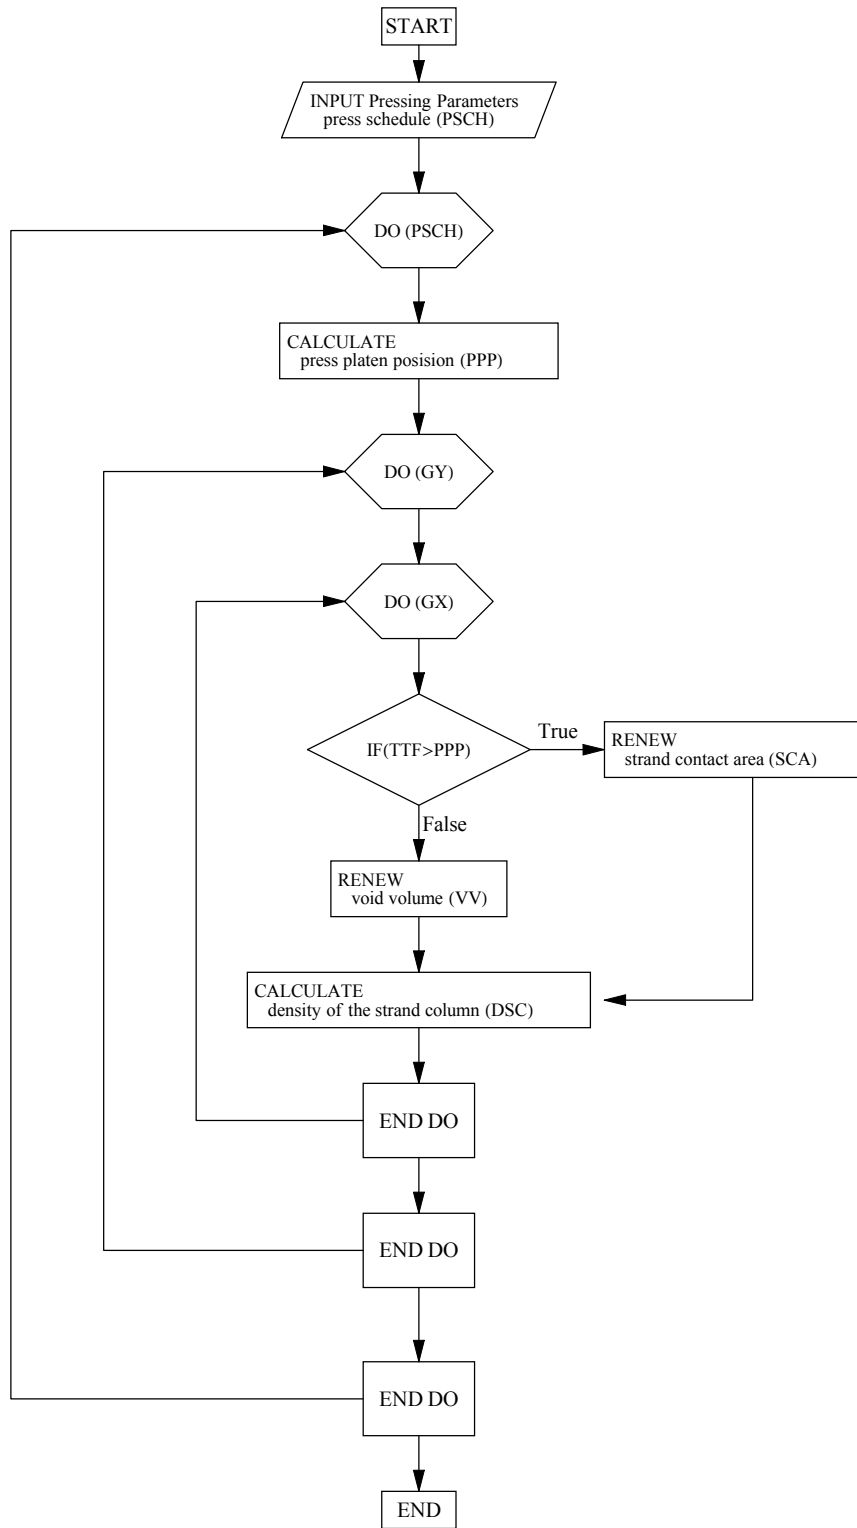 START
INPUT Pressing Parameters
press schedule (PSCH)
DO (PSCH)
CALCULATE
press platen posision (PPP)
DO (GY)
DO (GX)
IF(TTF>PPP)
True
RENEW
strand contact area (SCA)
False
RENEW
void volume (VV)
CALCULATE
density of the strand column (DSC)
END DO
END DO
END DO
END